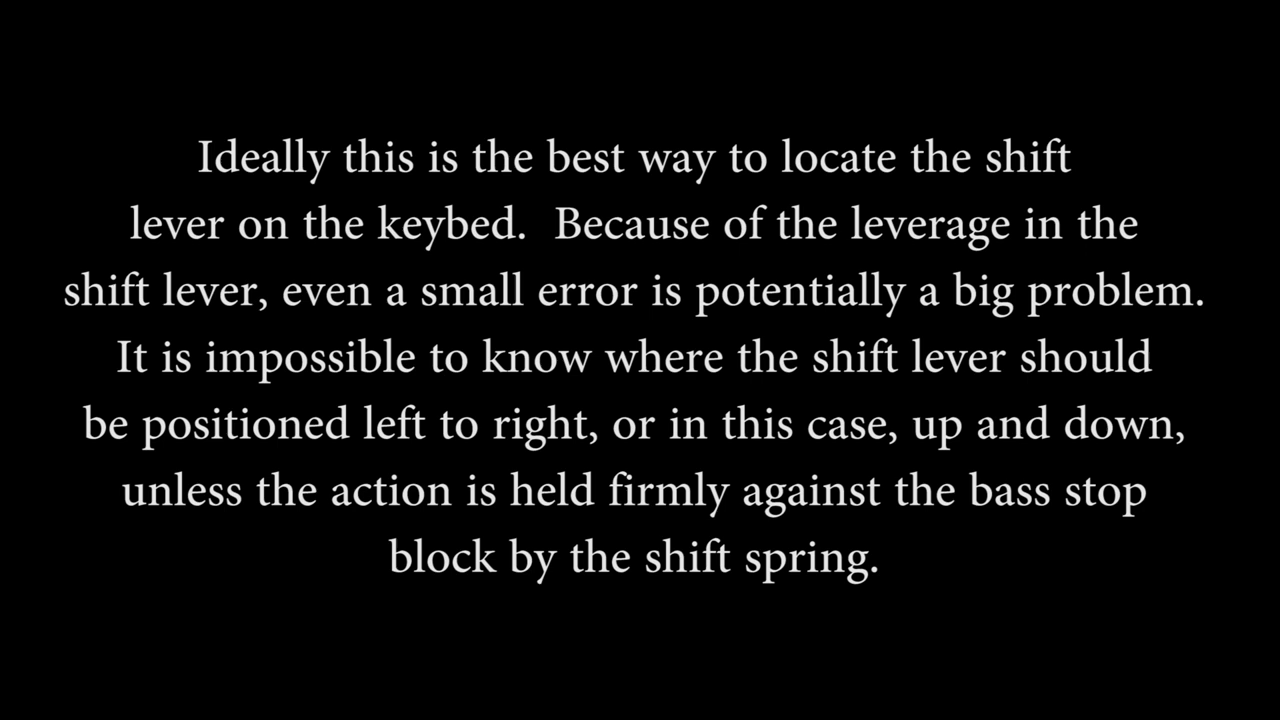 Ideally this is the best way to locate the shift
lever on the keybed.  Because of the leverage in the
shift lever, even a small error is potentially a big problem.
It is impossible to know where the shift lever should
be positioned left to right, or in this case, up and down,
unless the action is held firmly against the bass stop
block by the shift spring.